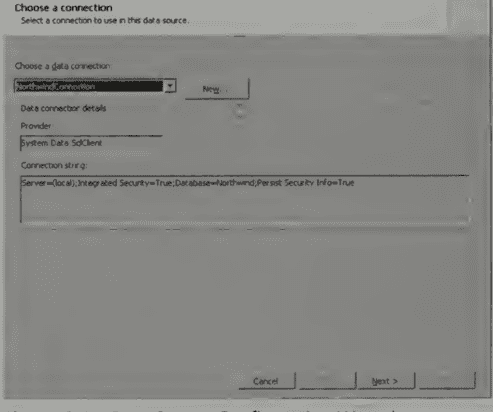 Choose a connection
Select a connection to use in this data source.
Choose a data connection:
NorthwindConnection
New...
Data connection details
Provider
System.Data.SqlClient
Connection string:
Server=(local);Integrated Security=True;Database=Northwind;Persist Security Info=True
Cancel
Next >